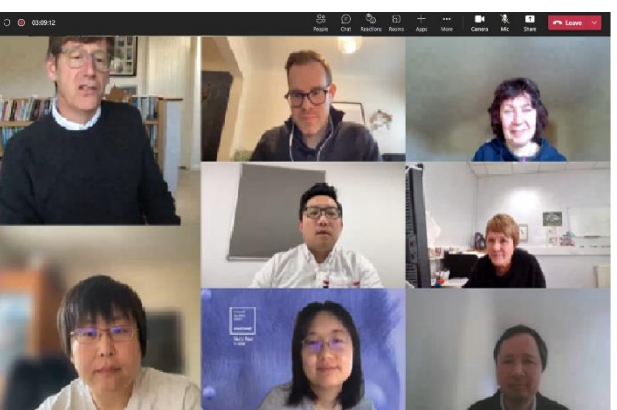 03:09:12
People
Chat
Reactions
Rooms
Apps
More
Camera
Mic
Share
Leave